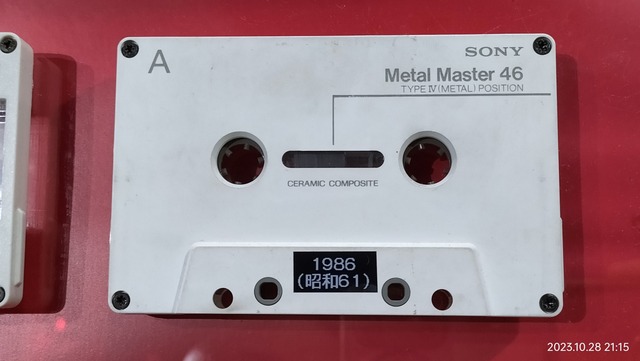 A
SONY
Metal Master 46
TYPE IV (METAL) POSITION
CERAMIC COMPOSITE
1986
(昭和61)
2023.10.28 21:15